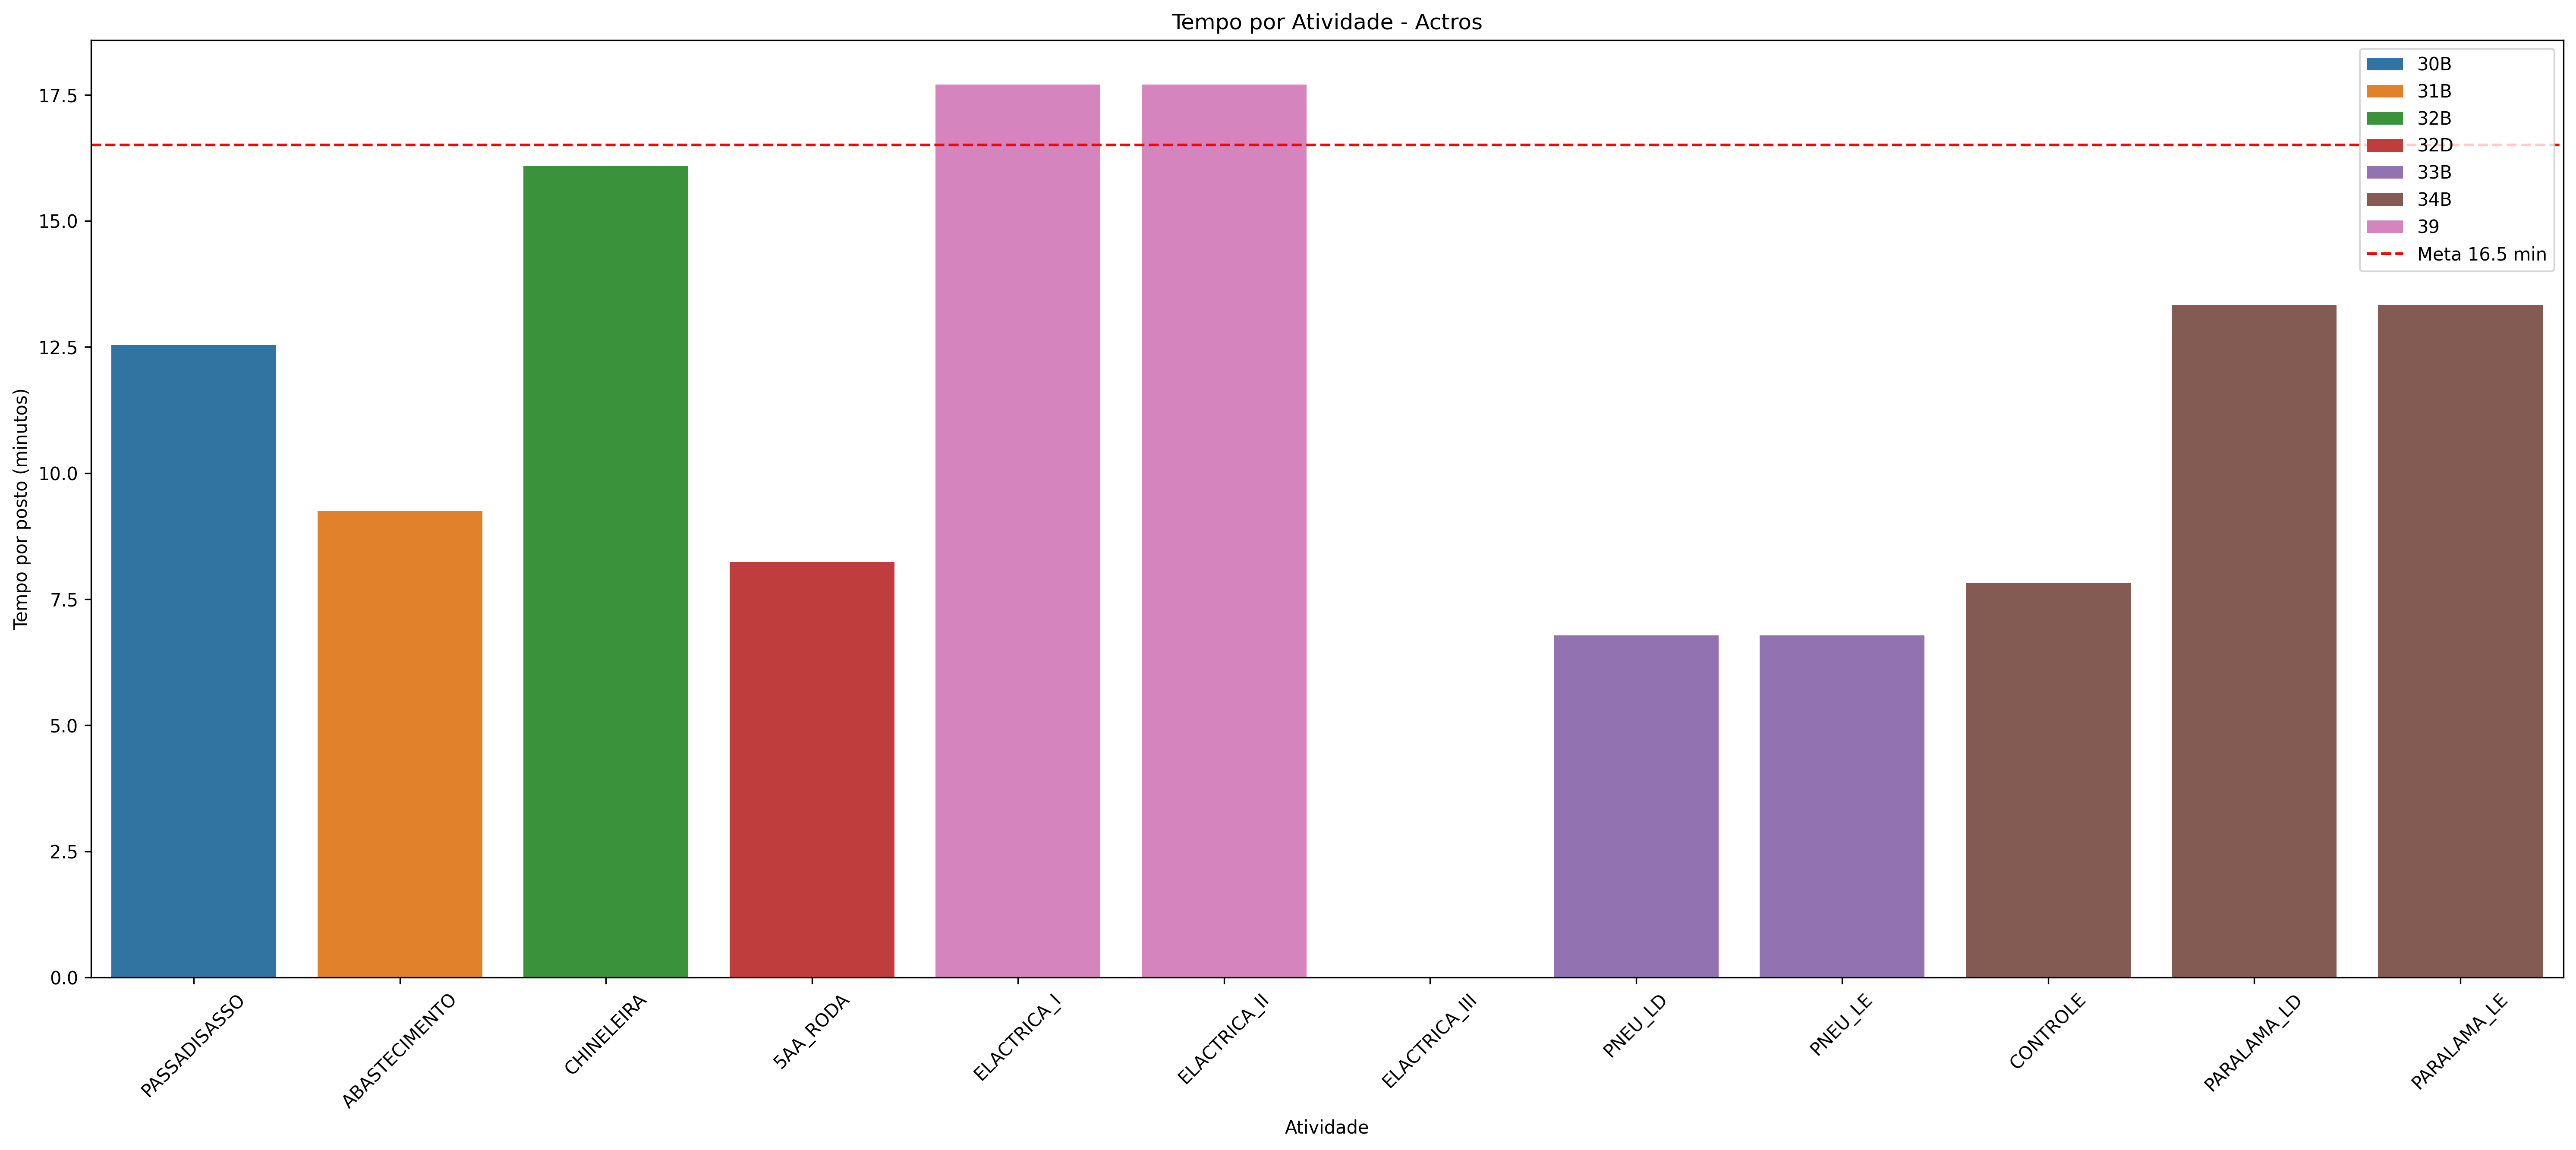 Tempo por Atividade - Actros
30B
31B
32B
32D
33B
34B
39
Meta 16.5 min
Tempo por posto (minutos)
17.5
15.0
12.5
10.0
7.5
5.0
2.5
0.0
PASSADISASSO
ABASTECIMENTO
CHINELEIRA
5AA_RODA
ELACTRICA_I
ELACTRICA_II
ELACTRICA_III
PNEU_LD
PNEU_LE
CONTROLE
PARALAMA_LD
PARALAMA_LE
Atividade